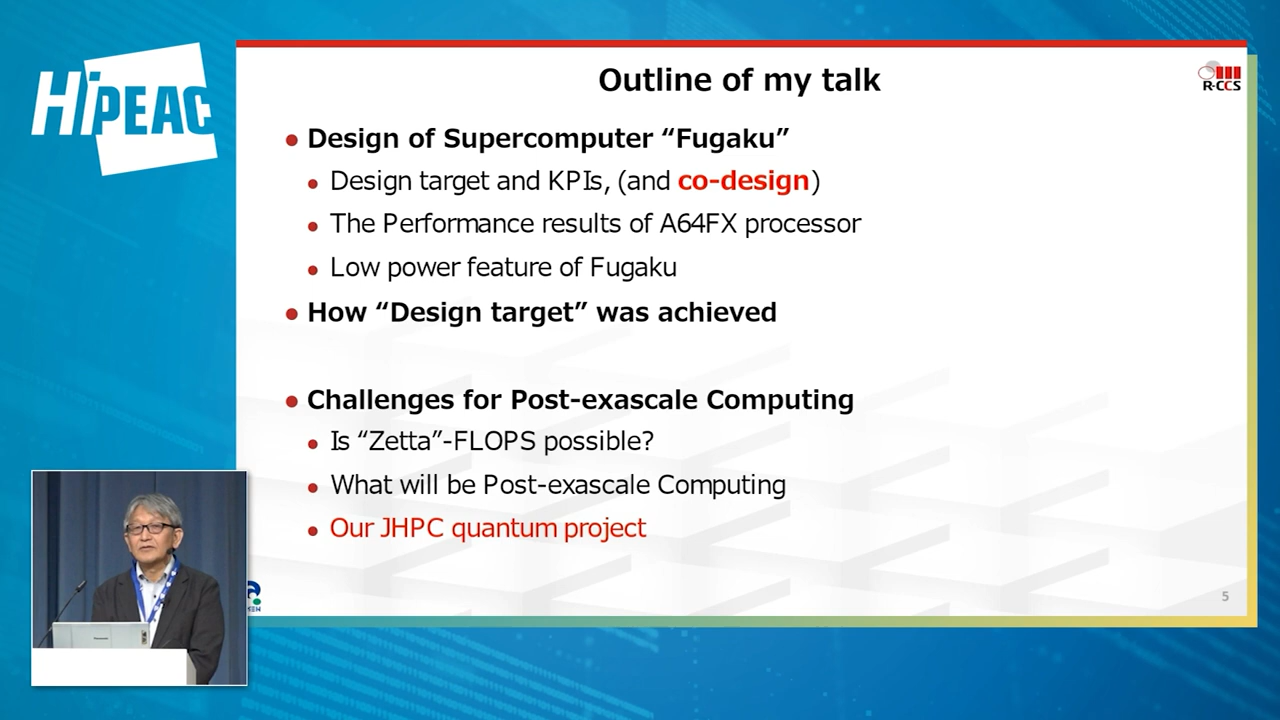 HiPEAC
Outline of my talk
R-CCS
● Design of Supercomputer “Fugaku”
● Design target and KPIs, (and co-design)
● The Performance results of A64FX processor
● Low power feature of Fugaku
● How “Design target” was achieved
● Challenges for Post-exascale Computing
● Is “Zetta”-FLOPS possible?
● What will be Post-exascale Computing
● Our JHPC quantum project
5